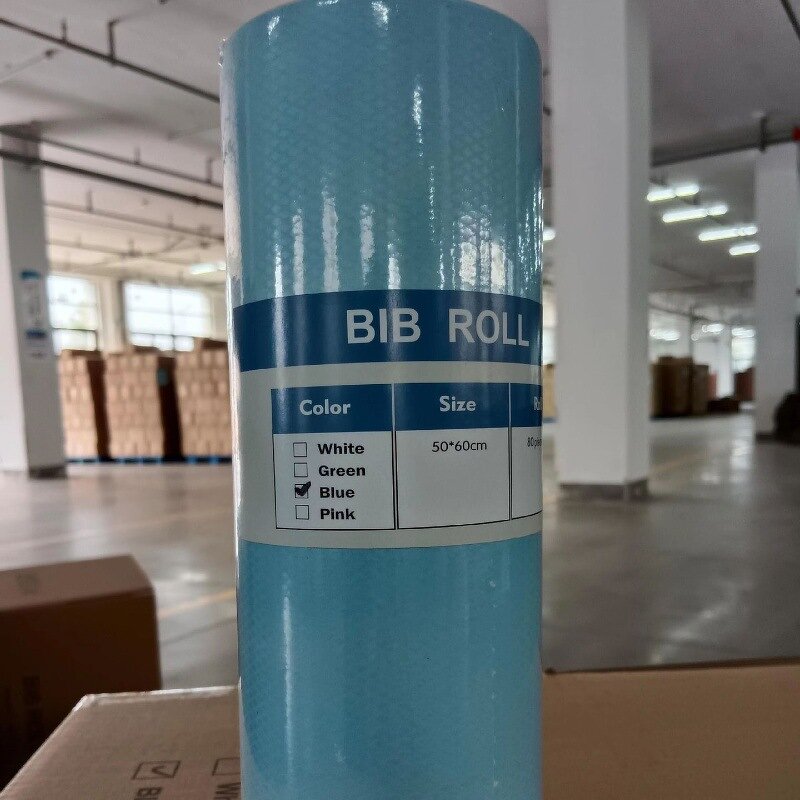 BIB ROLL
Color Size
50*60cm
White
Green
Blue
Pink